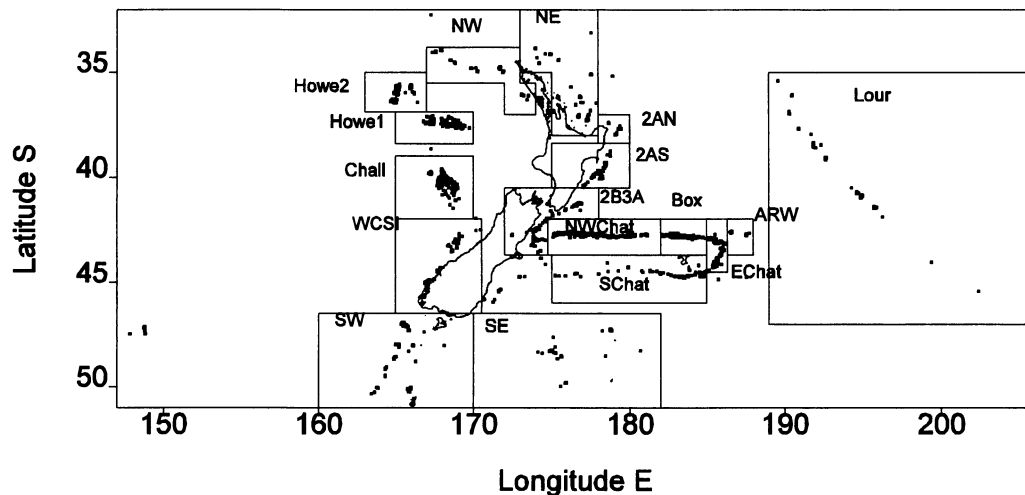 NW
NE
35
Howe2
Lour
Howe1
2AN
2AS
Chall
40
2B3A
Box
WCSI
NWChat
ARW
EChat
SChat
45
SW
SE
50
150
160
170
180
190
200
Latitude S
Longitude E